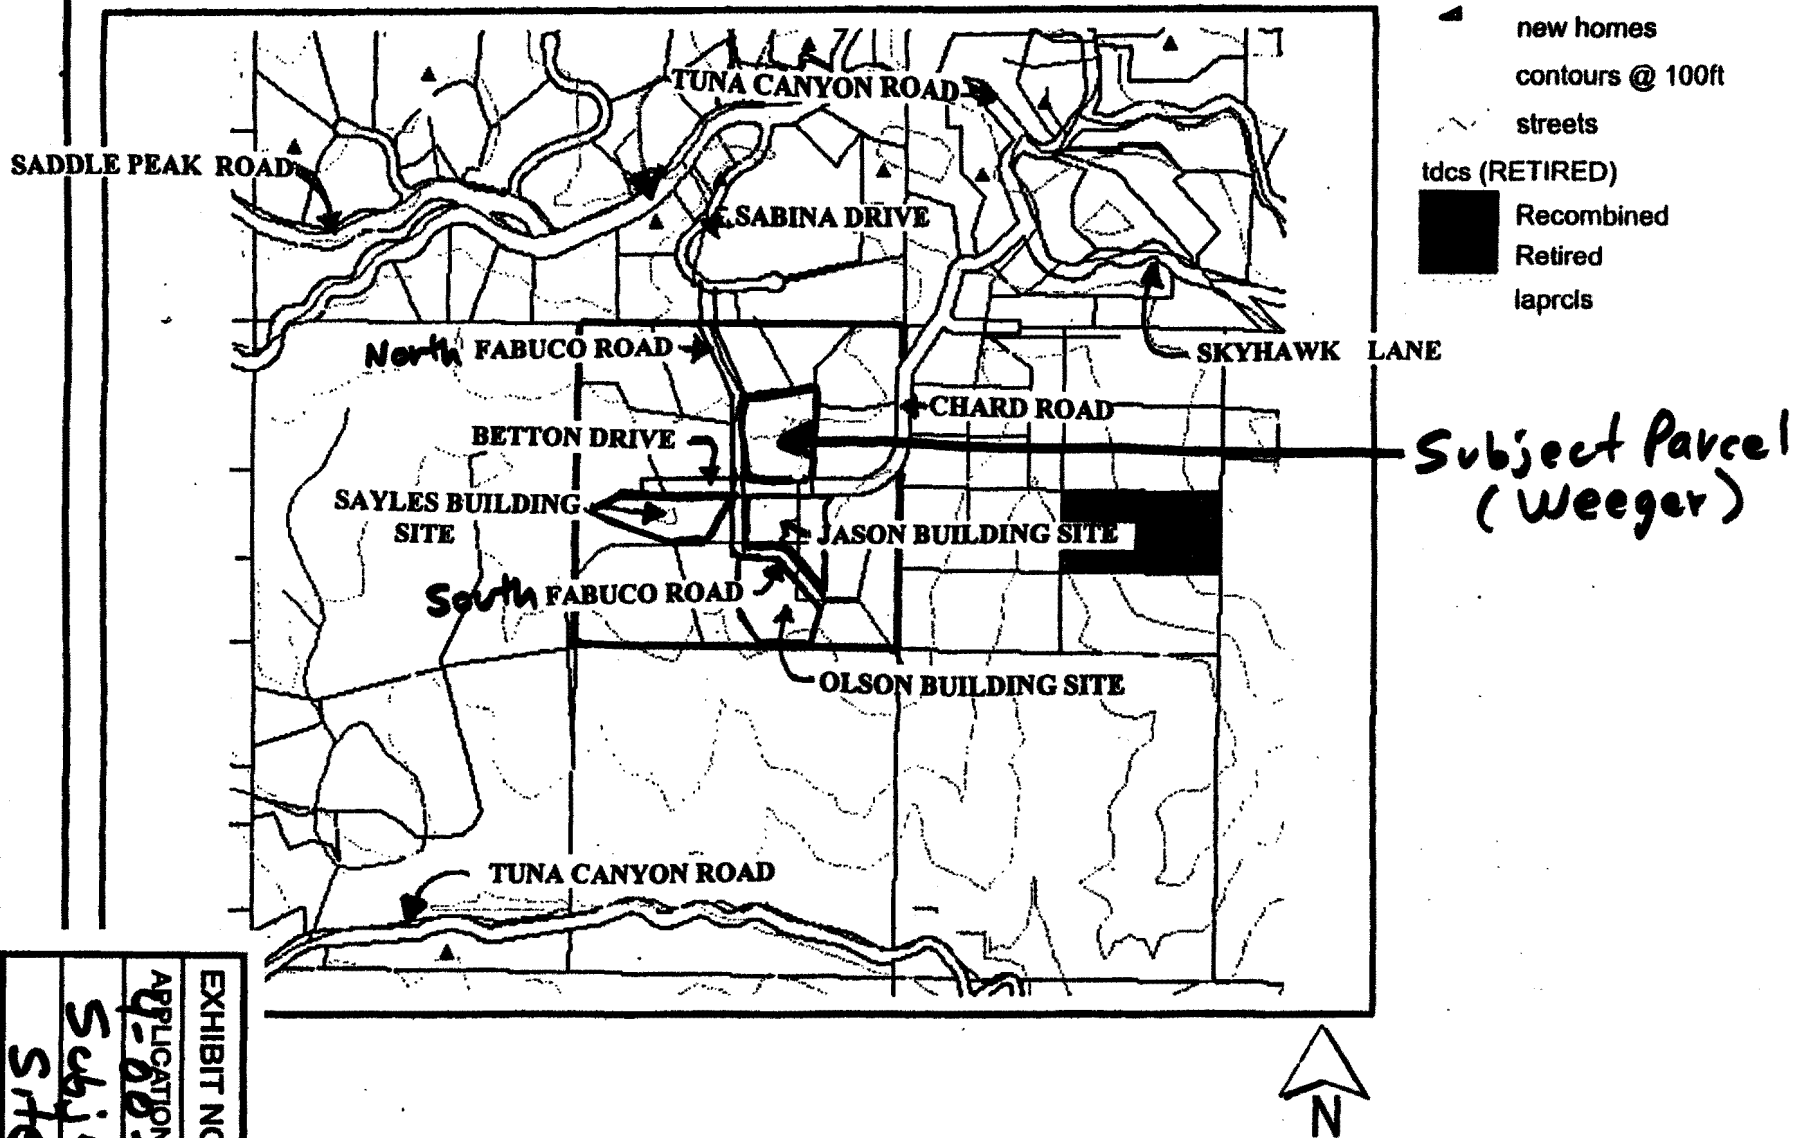 new homes
contours @ 100ft
streets
tdcs (RETIRED)
Recombined
Retired
laprcls
TUNA CANYON ROAD
SADDLE PEAK ROAD
SABINA DRIVE
North FABUCO ROAD
SKYHAWK LANE
CHARD ROAD
BETTON DRIVE
Subject Parcel
(Weeger)
SAYLES BUILDING
SITE
JASON BUILDING SITE
South FABUCO ROAD
OLSON BUILDING SITE
TUNA CANYON ROAD
EXHIBIT NO
APPLICATION
N